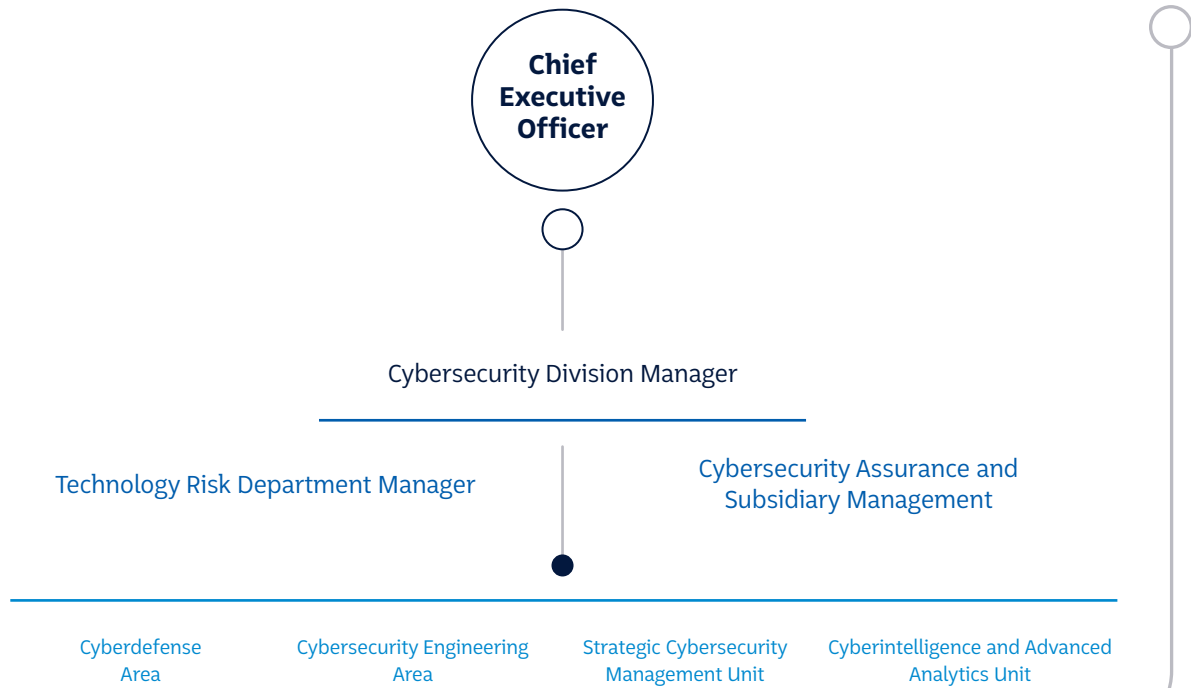 Chief
Executive
Officer
Cybersecurity Division Manager
Technology Risk Department Manager
Cybersecurity Assurance and
Subsidiary Management
Cyberdefense
Area
Cybersecurity Engineering
Area
Strategic Cybersecurity
Management Unit
Cyberintelligence and Advanced
Analytics Unit